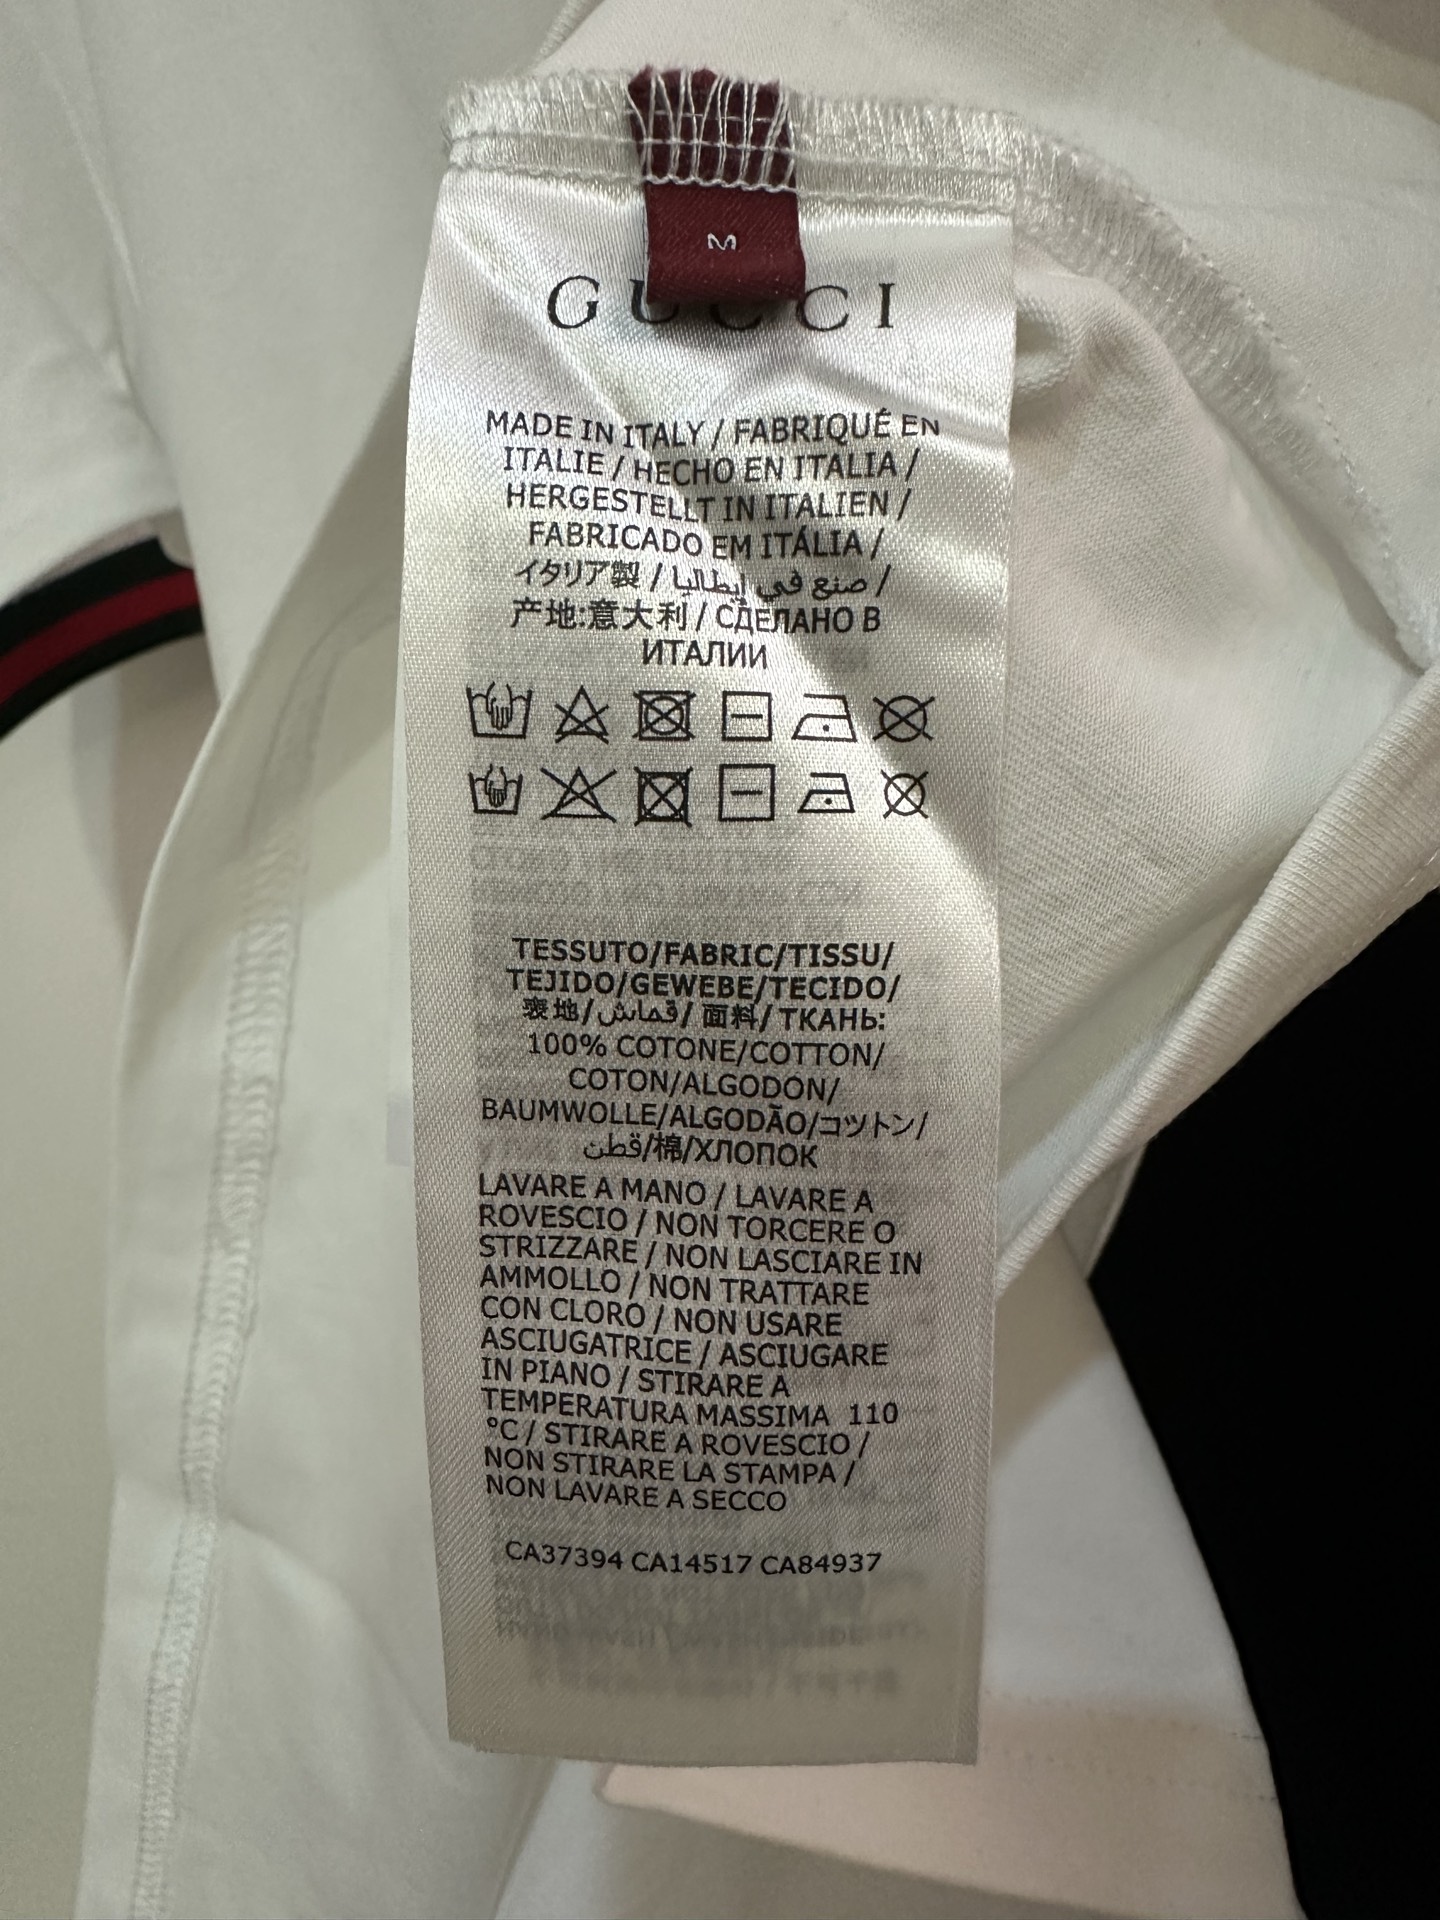 M
GUCCI
MADE IN ITALY / FABRIQUÉ EN
ITALIE / HECHO EN ITALIA /
HERGESTELLT IN ITALIEN /
FABRICADO EM ITÁLIA /
イタリア製 / صنع في إيطاليا /
产地:意大利 / СДЕЛАНО В
ИТАЛИИ
TESSUTO/FABRIC/TISSU/
TEJIDO/GEWEBE/TECIDO/
表地/قماش/面料/ТКАНЬ:
100% COTONE/COTTON/
COTON/ALGODÓN/
BAUMWOLLE/ALGODÃO/コットン/
قطن/棉/ХЛОПОК
LAVARE A MANO / LAVARE A
ROVESCIO / NON TORCERE O
STRIZZARE / NON LASCIARE IN
AMMOLLO / NON TRATTARE
CON CLORO / NON USARE
ASCIUGATRICE / ASCIUGARE
IN PIANO / STIRARE A
TEMPERATURA MASSIMA 110
°C / STIRARE A ROVESCIO /
NON STIRARE LA STAMPA /
NON LAVARE A SECCO
CA37394 CA14517 CA84937